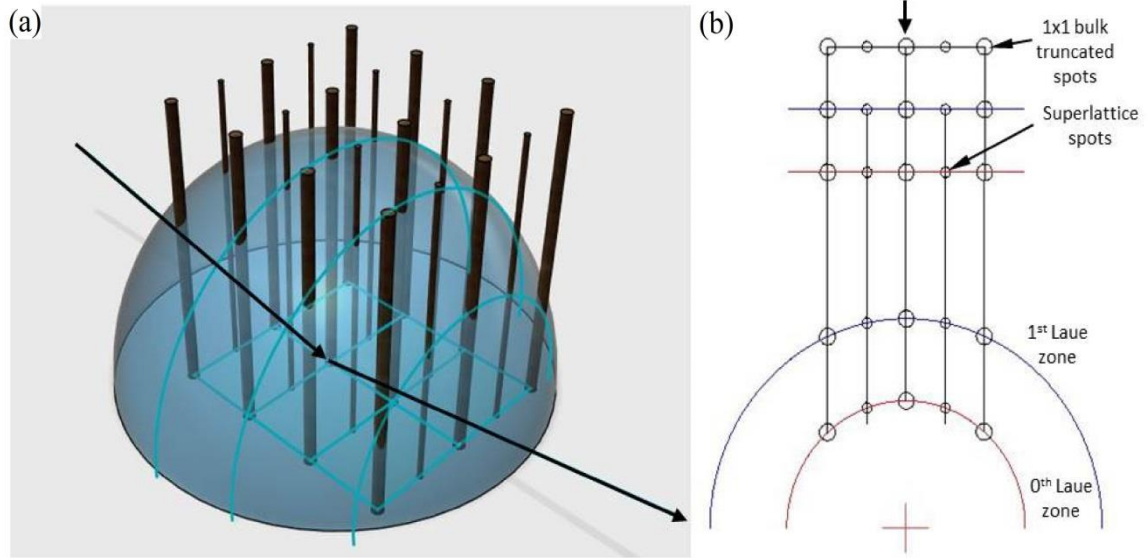 (a)
(b)
1x1 bulk
truncated
spots
Superlattice
spots
1st Laue
zone
0th Laue
zone